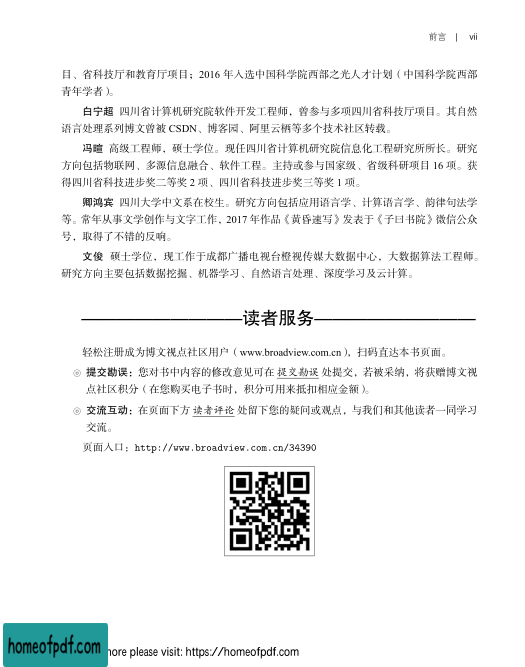 前言 | vii
目、省科技厅和教育厅项目；2016 年入选中国科学院西部之光人才计划（中国科学院西部
青年学者）。
白宁超 四川省计算机研究院软件开发工程师，曾参与多项四川省科技厅项目。其自然
语言处理系列博文曾被 CSDN、博客园、阿里云栖等多个技术社区转载。
冯暄 高级工程师，硕士学位。现任四川省计算机研究院信息化工程研究所所长。研究
方向包括物联网、多源信息融合、软件工程。主持或参与国家级、省级科研项目 16 项。获
得四川省科技进步奖二等奖 2 项、四川省科技进步奖三等奖 1 项。
卿鸿宾 四川大学中文系在校生。研究方向包括应用语言学、计算语言学、韵律句法学
等。常年从事文学创作与文字工作，2017 年作品《黄昏速写》发表于《子曰书院》微信公众
号，取得了不错的反响。
文俊 硕士学位，现工作于成都广播电视台橙视传媒大数据中心，大数据算法工程师。
研究方向主要包括数据挖掘、机器学习、自然语言处理、深度学习及云计算。
读者服务
轻松注册成为博文视点社区用户（www.broadview.com.cn），扫码直达本书页面。
提交勘误：您对书中内容的修改意见可在 提交勘误 处提交，若被采纳，将获赠博文视
点社区积分（在您购买电子书时，积分可用来抵扣相应金额）。
交流互动：在页面下方 读者评论 处留下您的疑问或观点，与我们和其他读者一同学习
交流。
页面入口：http://www.broadview.com.cn/34390
homeofpdf.com
more please visit: https://homeofpdf.com